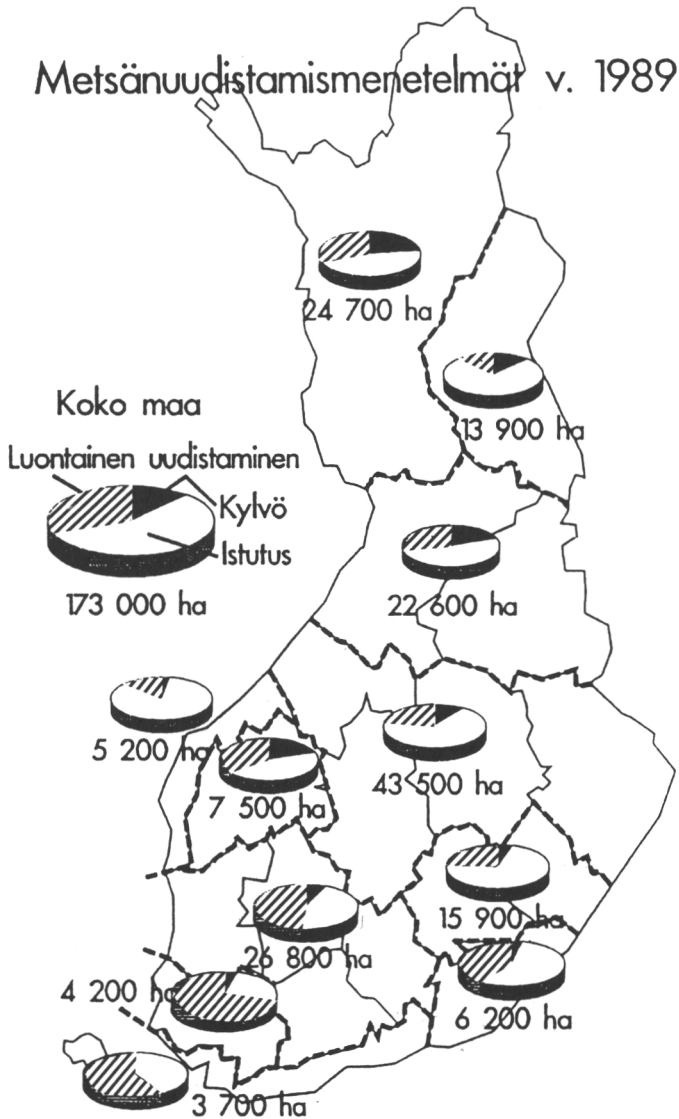 Metsänuudistamismenetelmät v. 1989
24 700 ha
13 900 ha
Koko maa
Luontainen uudistaminen
Kylvö
Istutus
173 000 ha
22 600 ha
5 200 ha
7 500 ha
43 500 ha
15 900 ha
26 800 ha
4 200 ha
6 200 ha
3 700 ha